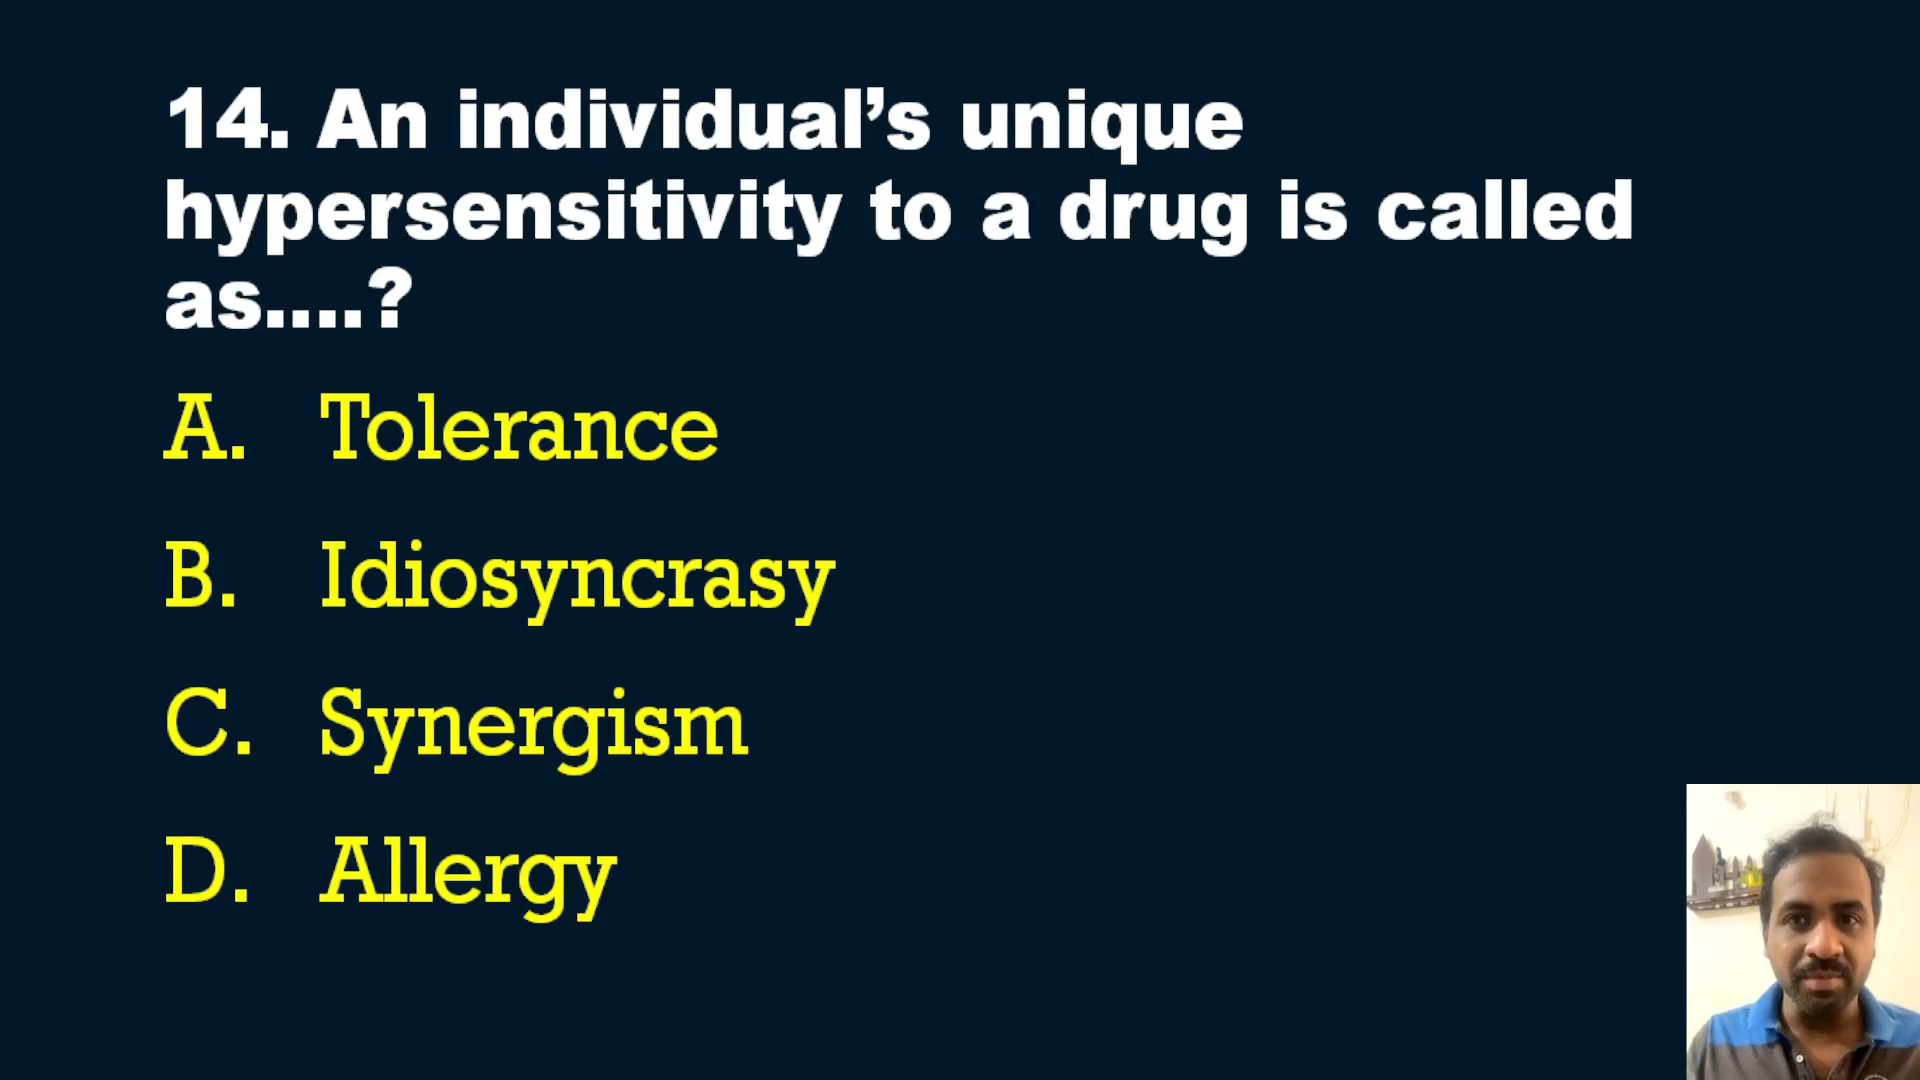 14. An individual’s unique
hypersensitivity to a drug is called
as....?
A. Tolerance
B. Idiosyncrasy
C. Synergism
D. Allergy